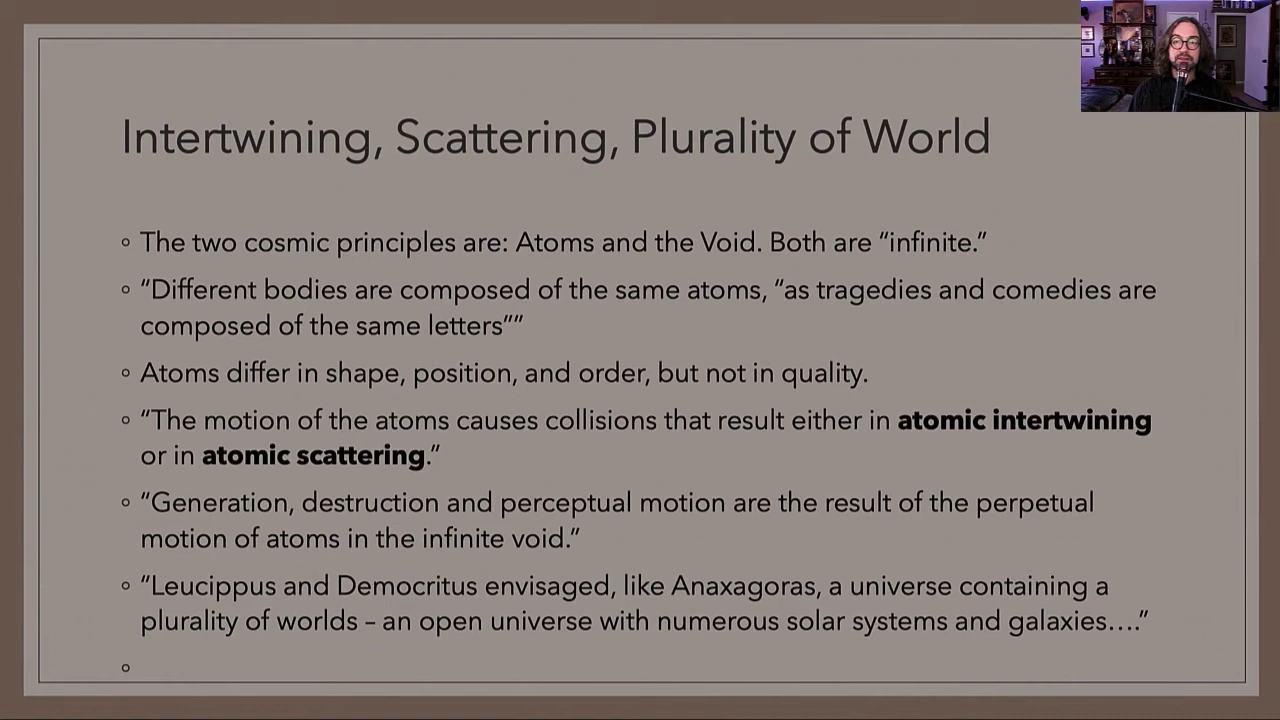 Intertwining, Scattering, Plurality of World
◦ The two cosmic principles are: Atoms and the Void. Both are “infinite.”
◦ “Different bodies are composed of the same atoms, “as tragedies and comedies are
composed of the same letters””
◦ Atoms differ in shape, position, and order, but not in quality.
◦ “The motion of the atoms causes collisions that result either in atomic intertwining
or in atomic scattering.”
◦ “Generation, destruction and perceptual motion are the result of the perpetual
motion of atoms in the infinite void.”
◦ “Leucippus and Democritus envisaged, like Anaxagoras, a universe containing a
plurality of worlds – an open universe with numerous solar systems and galaxies….”
◦